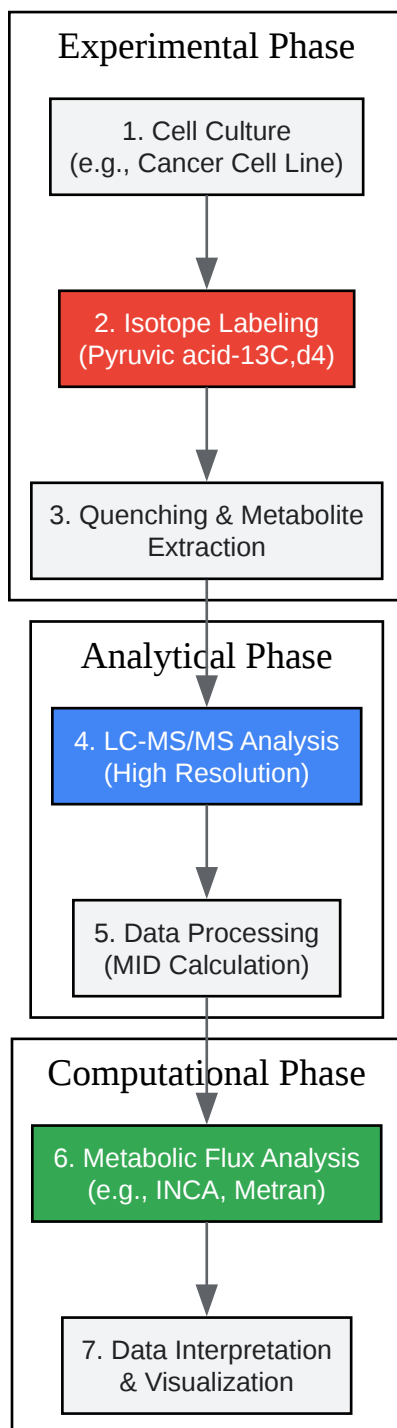 Experimental Phase
1. Cell Culture
(e.g., Cancer Cell Line)
2. Isotope Labeling
(Pyruvic acid-13C,d4)
3. Quenching & Metabolite
Extraction
Analytical Phase
4. LC-MS/MS Analysis
(High Resolution)
5. Data Processing
(MID Calculation)
Computational Phase
6. Metabolic Flux Analysis
(e.g., INCA, Metran)
7. Data Interpretation
& Visualization